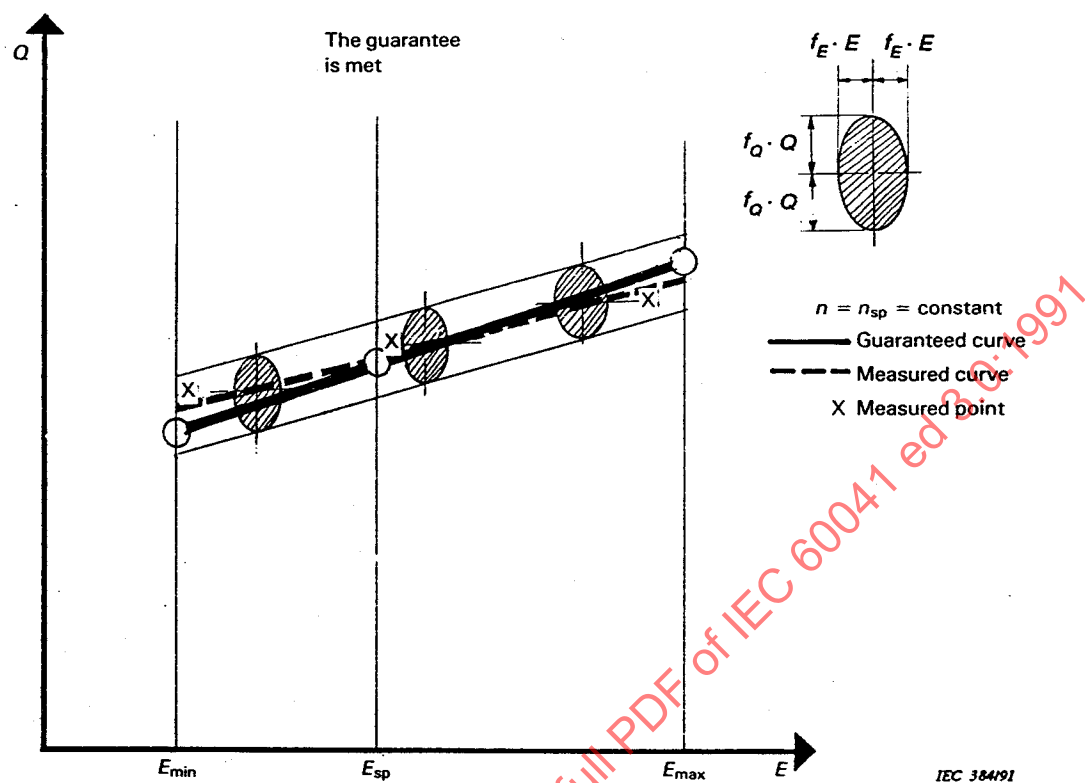 Q
The guarantee
is met
f_E · E f_E · E
f_Q · Q
f_Q · Q
X
X
X
n = n_sp = constant
Guaranteed curve
Measured curve
X Measured point
E_min
E_sp
E_max
E
IEC 384/91
full PDF of IEC 60041 ed 3.0:1991